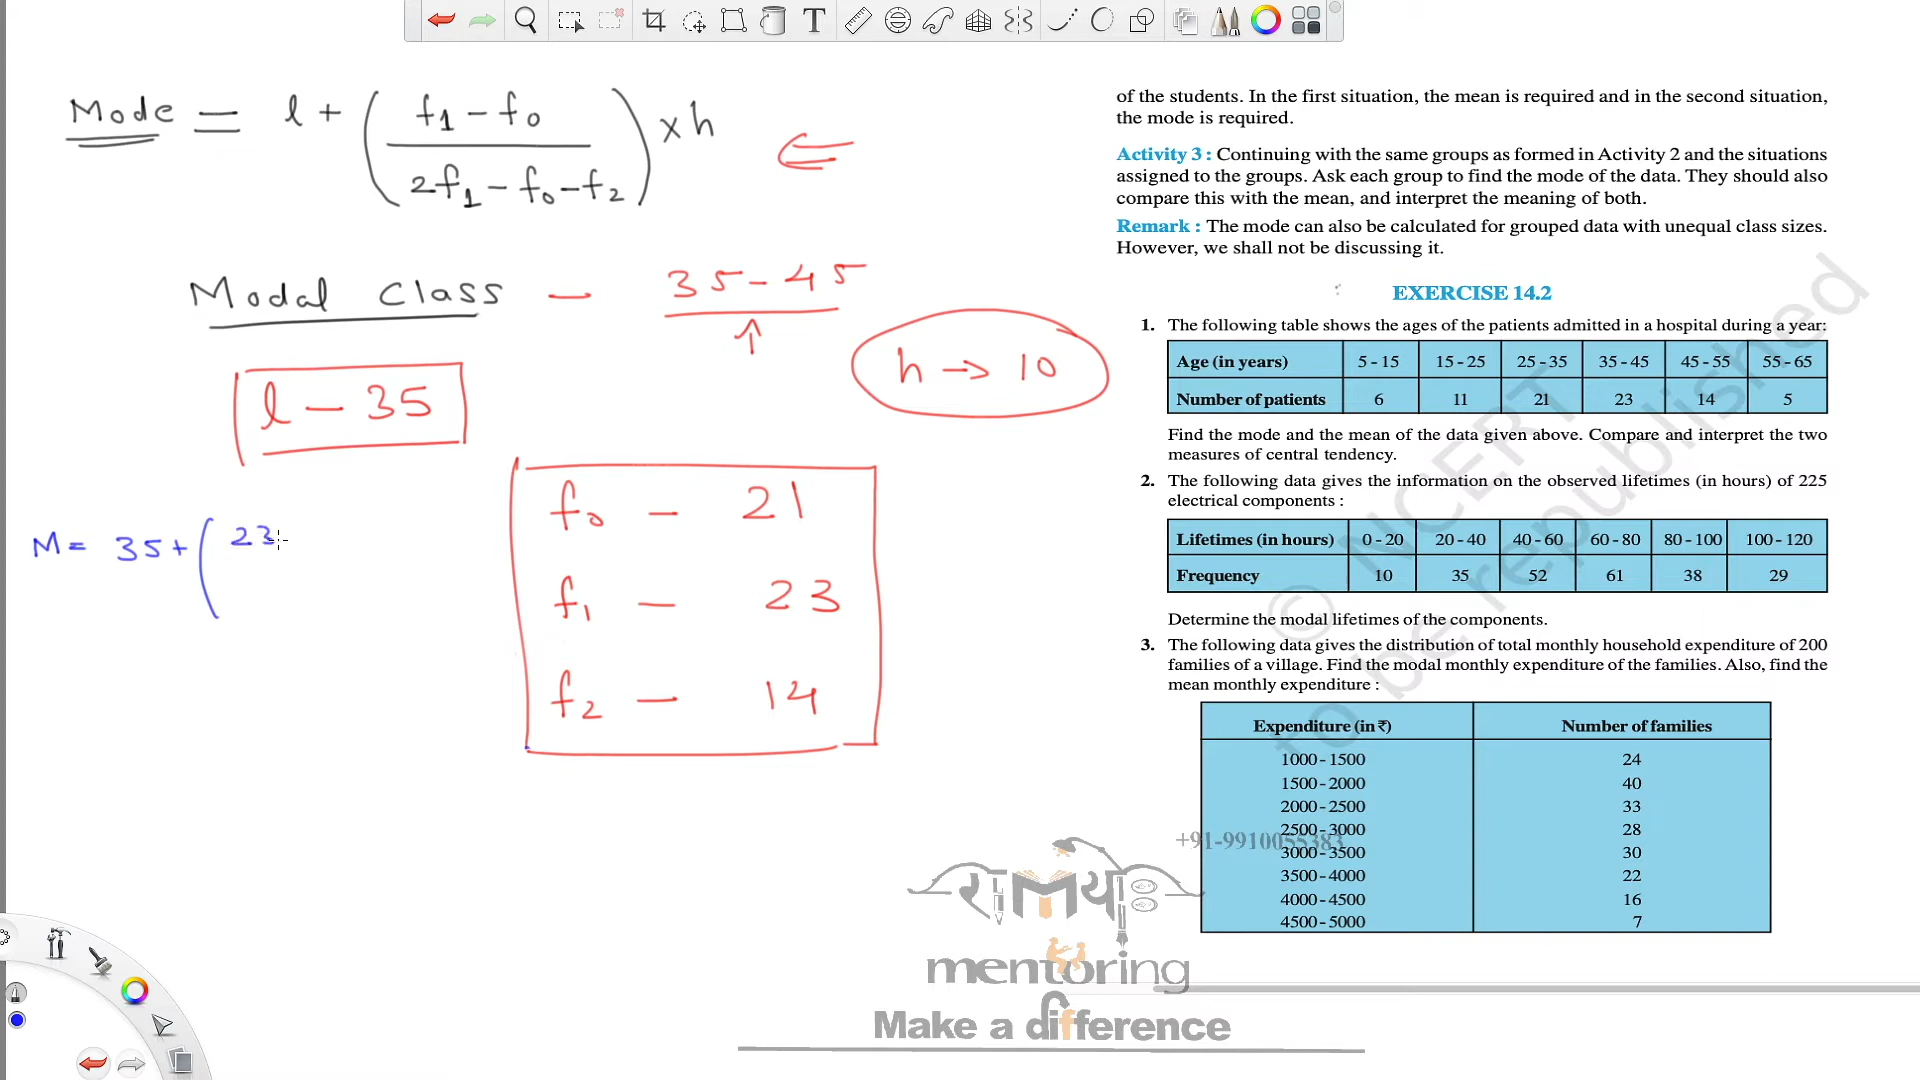 Mode = l + ( f₁ - f₀ / 2f₁ - f₀ - f₂ ) × h ⇐
Modal Class - 35-45
↑
h → 10
l - 35
f₀ - 21
f₁ - 23
f₂ - 14
M = 35 + ( 23-
of the students. In the first situation, the mean is required and in the second situation,
the mode is required.
Activity 3 : Continuing with the same groups as formed in Activity 2 and the situations
assigned to the groups. Ask each group to find the mode of the data. They should also
compare this with the mean, and interpret the meaning of both.
Remark : The mode can also be calculated for grouped data with unequal class sizes.
However, we shall not be discussing it.
EXERCISE 14.2
1. The following table shows the ages of the patients admitted in a hospital during a year:
Age (in years) 5 - 15 15 - 25 25 - 35 35 - 45 45 - 55 55 - 65
Number of patients 6 11 21 23 14 5
Find the mode and the mean of the data given above. Compare and interpret the two
measures of central tendency.
2. The following data gives the information on the observed lifetimes (in hours) of 225
electrical components :
Lifetimes (in hours) 0 - 20 20 - 40 40 - 60 60 - 80 80 - 100 100 - 120
Frequency 10 35 52 61 38 29
Determine the modal lifetimes of the components.
3. The following data gives the distribution of total monthly household expenditure of 200
families of a village. Find the modal monthly expenditure of the families. Also, find the
mean monthly expenditure :
Expenditure (in ₹) Number of families
1000 - 1500 24
1500 - 2000 40
2000 - 2500 33
2500 - 3000 28
3000 - 3500 30
3500 - 4000 22
4000 - 4500 16
4500 - 5000 7
© NCERT
to be republished
+91-9910055383
mentoring
Make a difference